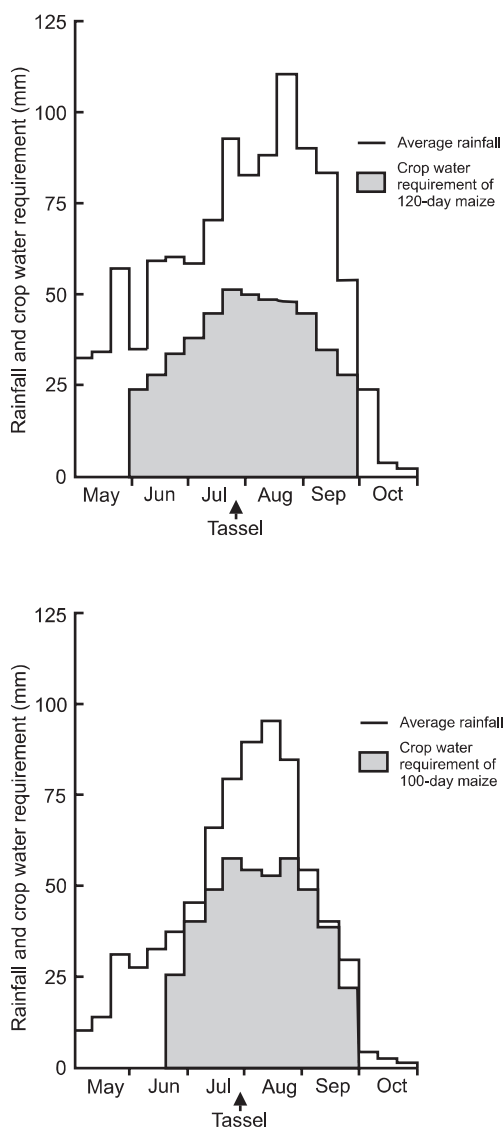 Rainfall and crop water requirement (mm)
125
100
75
50
25
0
Average rainfall
Crop water
requirement of
120-day maize
May Jun Jul Aug Sep Oct
Tassel
Rainfall and crop water requirement (mm)
125
100
75
50
25
0
Average rainfall
Crop water
requirement of
100-day maize
May Jun Jul Aug Sep Oct
Tassel